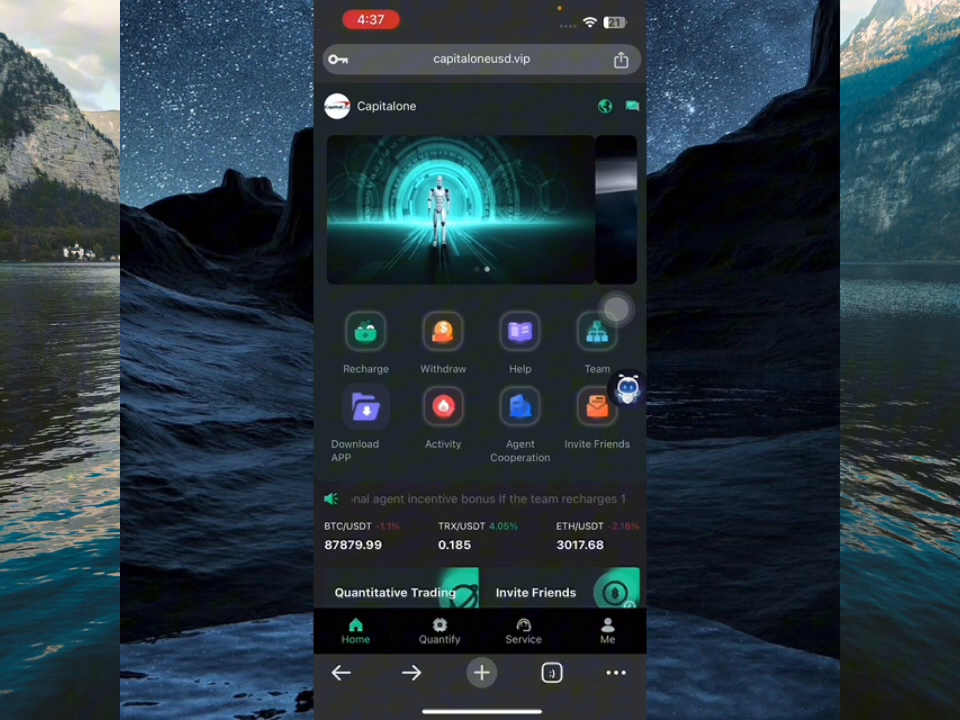 4:37
21
capitaloneusd.vip
Capitalone
Recharge
Withdraw
Help
Team
Download APP
Activity
Agent Cooperation
Invite Friends
nal agent incentive bonus If the team recharges 1
BTC/USDT -1.1%
TRX/USDT 4.05%
ETH/USDT -2.18%
87879.99
0.185
3017.68
Quantitative Trading
Invite Friends
Home
Quantify
Service
Me
:)